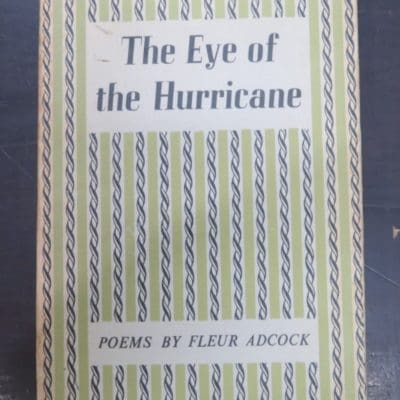 The Eye of
the Hurricane
POEMS BY FLEUR ADCOCK